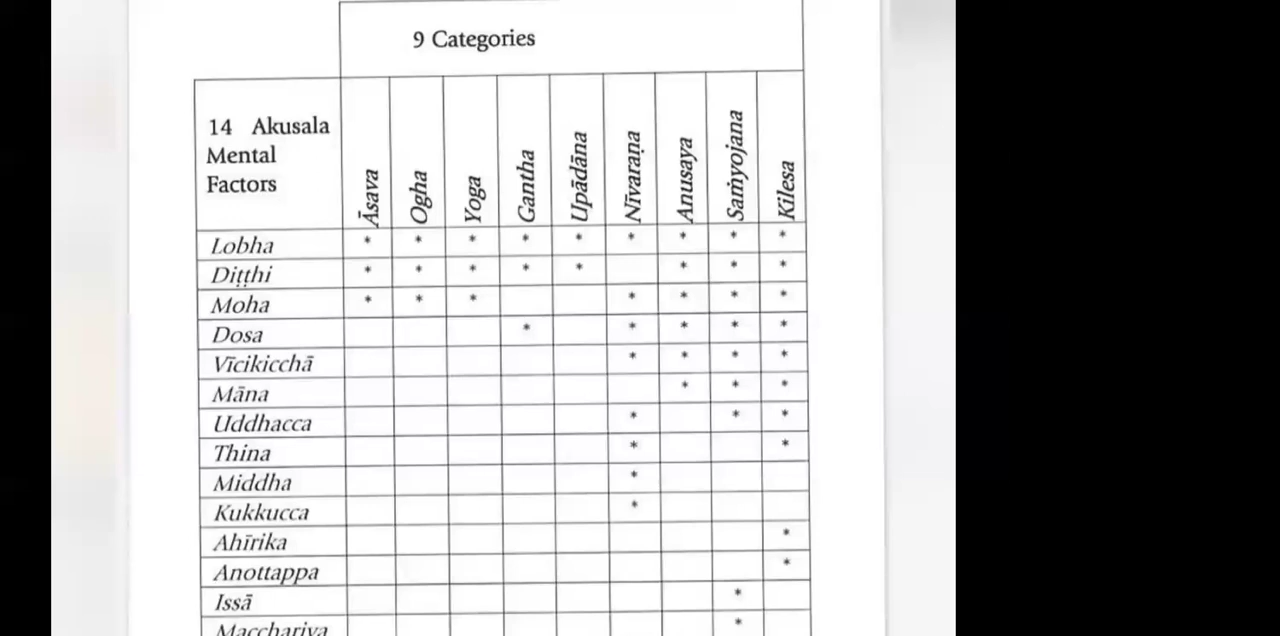 9 Categories
14 Akusala
Mental
Factors
Āsava
Ogha
Yoga
Gantha
Upādāna
Nīvaraṇa
Anusaya
Saṁyojana
Kilesa
Lobha * * * * * * * * *
Diṭṭhi * * * * * * * *
Moha * * * * * * *
Dosa * * * * *
Vīcikicchā * * * *
Māna * * *
Uddhacca * * *
Thina * *
Middha *
Kukkucca *
Ahīrika *
Anottappa *
Issā *
Macchariya *